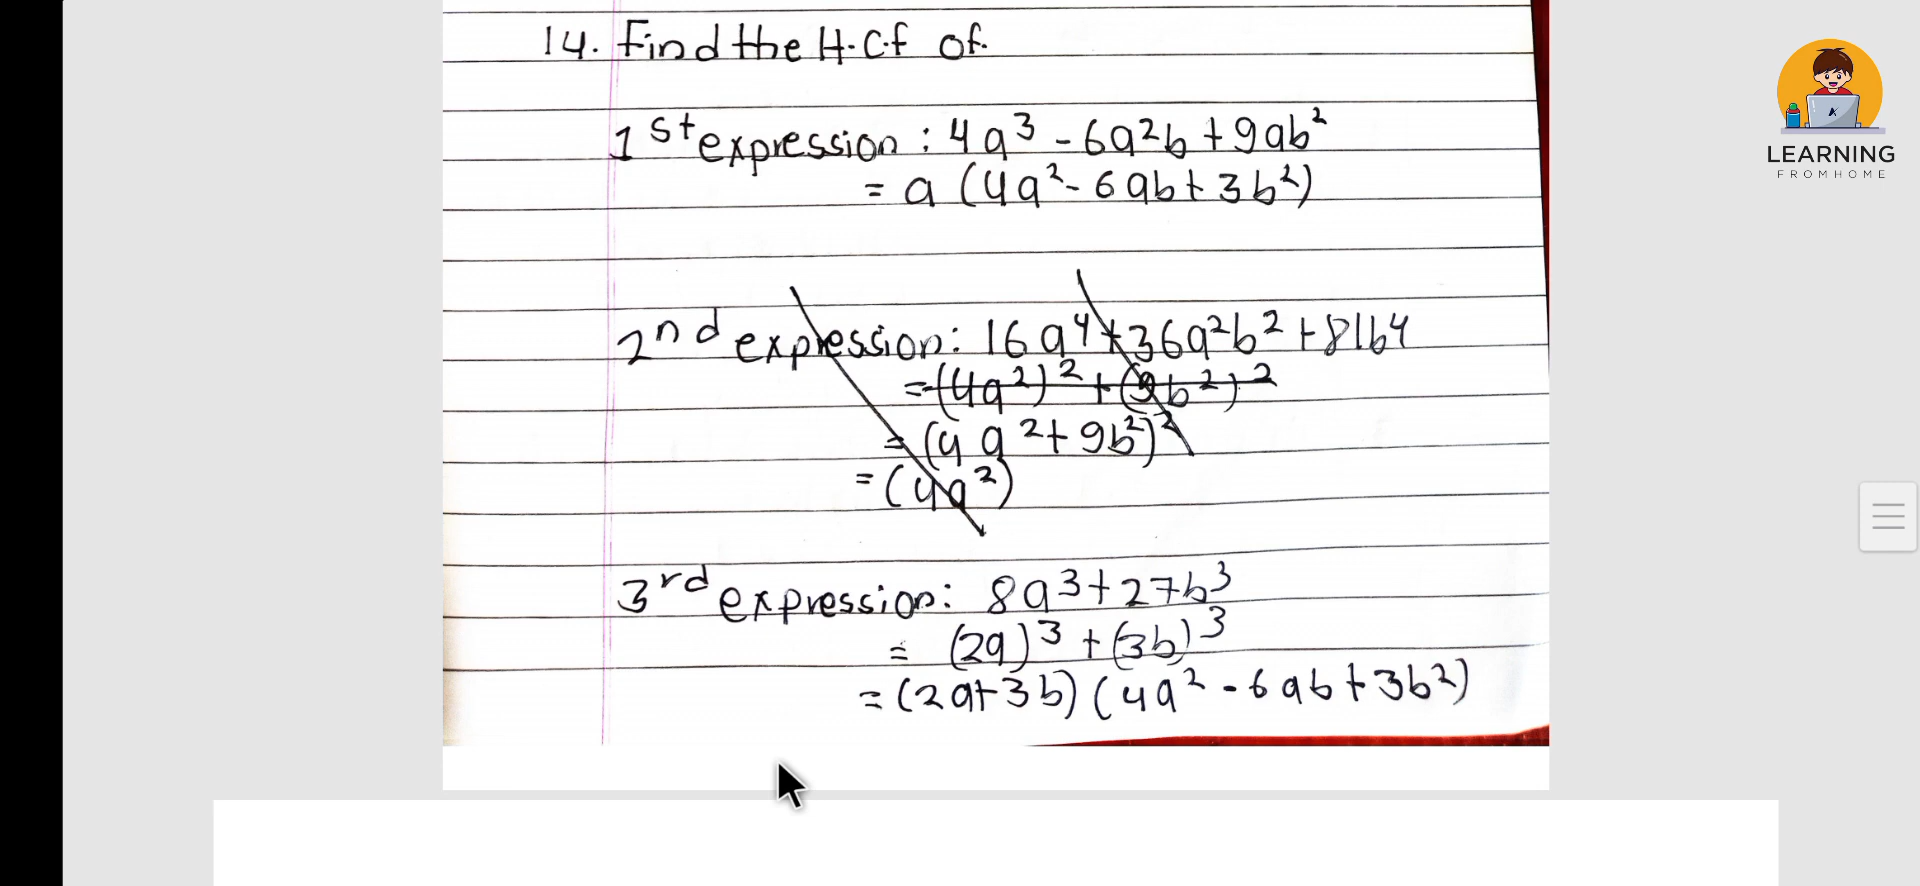 14. Find the H.C.f of.
1st expression : 4a³ - 6a²b + 9ab²
= a (4a² - 6ab + 3b²)
2nd expression: 16a⁴ + 36a²b² + 81b⁴
= (4a²)² + (9b²)²
= (4a² + 9b²)²
= (4a²)
3rd expression: 8a³ + 27b³
= (2a)³ + (3b)³
= (2a+3b) (4a² - 6ab + 3b²)
LEARNING
FROMHOME